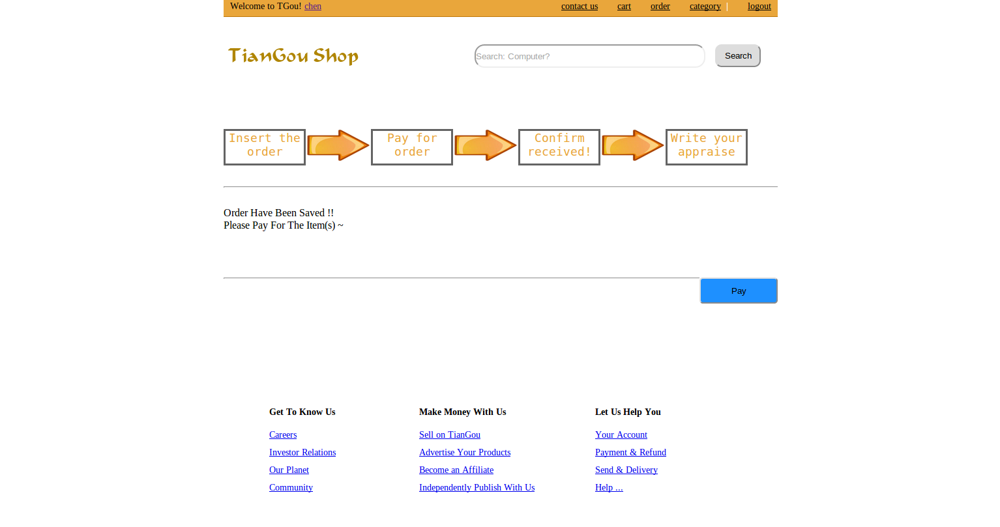 Welcome to TGou! chen contact us cart order category | logout
TianGou Shop Search: Computer? Search
Insert the order
Pay for order
Confirm received!
Write your appraise
Order Have Been Saved !!
Please Pay For The Item(s) ~
Pay
Get To Know Us
Careers
Investor Relations
Our Planet
Community
Make Money With Us
Sell on TianGou
Advertise Your Products
Become an Affiliate
Independently Publish With Us
Let Us Help You
Your Account
Payment & Refund
Send & Delivery
Help ...